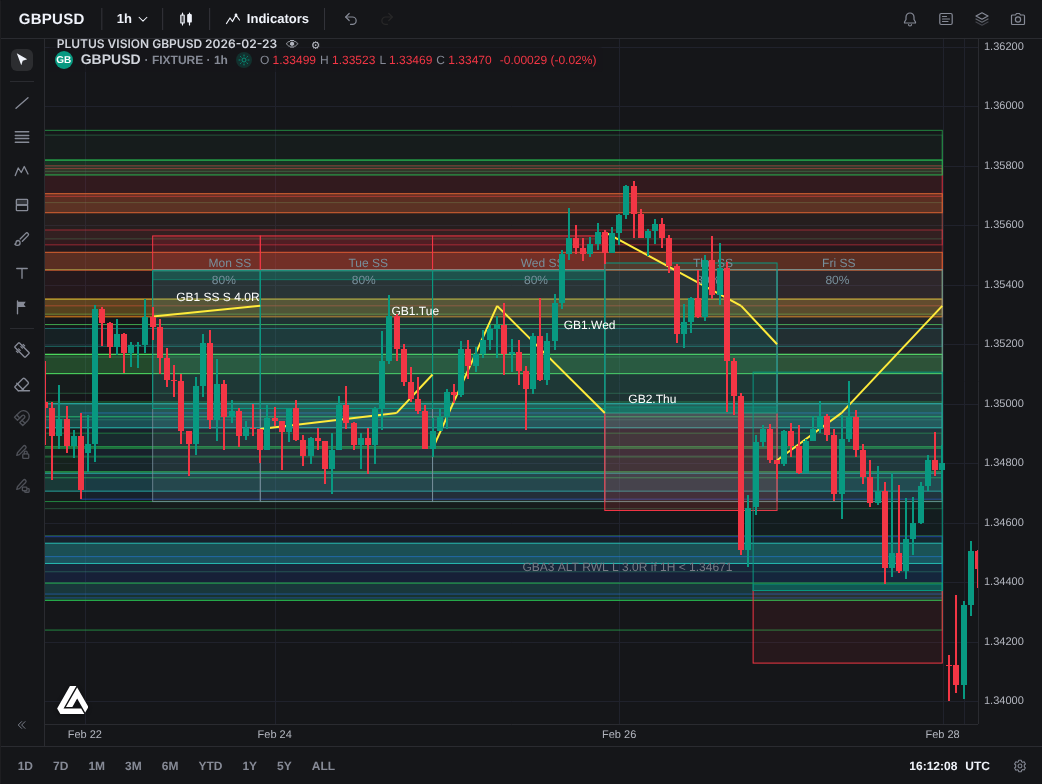 GBPUSD 1h Indicators
PLUTUS VISION GBPUSD 2026-02-23
GB GBPUSD · FIXTURE · 1h O 1.33499 H 1.33523 L 1.33469 C 1.33470 -0.00029 (-0.02%)
1.36200
1.36000
1.35800
1.35600
Mon SS Tue SS Wed SS Thu SS Fri SS
80% 80% 80% 80%
1.35400
GB1 SS S 4.0R
GB1.Tue
GB1.Wed
1.35200
GB2.Thu
1.35000
1.34800
1.34600
GBA3 ALT RWL L 3.0R if 1H < 1.34671
1.34400
1.34200
1.34000
Feb 22 Feb 24 Feb 26 Feb 28
1D 7D 1M 3M 6M YTD 1Y 5Y ALL 16:12:08 UTC